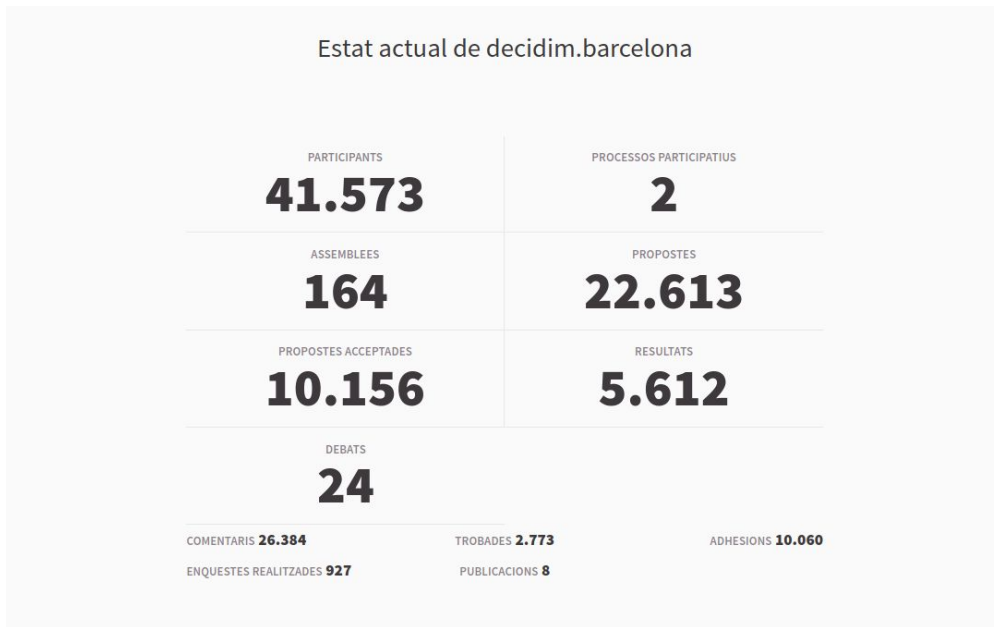 Estat actual de decidim.barcelona
PARTICIPANTS
41.573
PROCESSOS PARTICIPATIUS
2
ASSEMBLEES
164
PROPOSTES
22.613
PROPOSTES ACCEPTADES
10.156
RESULTATS
5.612
DEBATS
24
COMENTARIS 26.384
TROBADES 2.773
ADHESIONS 10.060
ENQUESTES REALITZADES 927
PUBLICACIONS 8